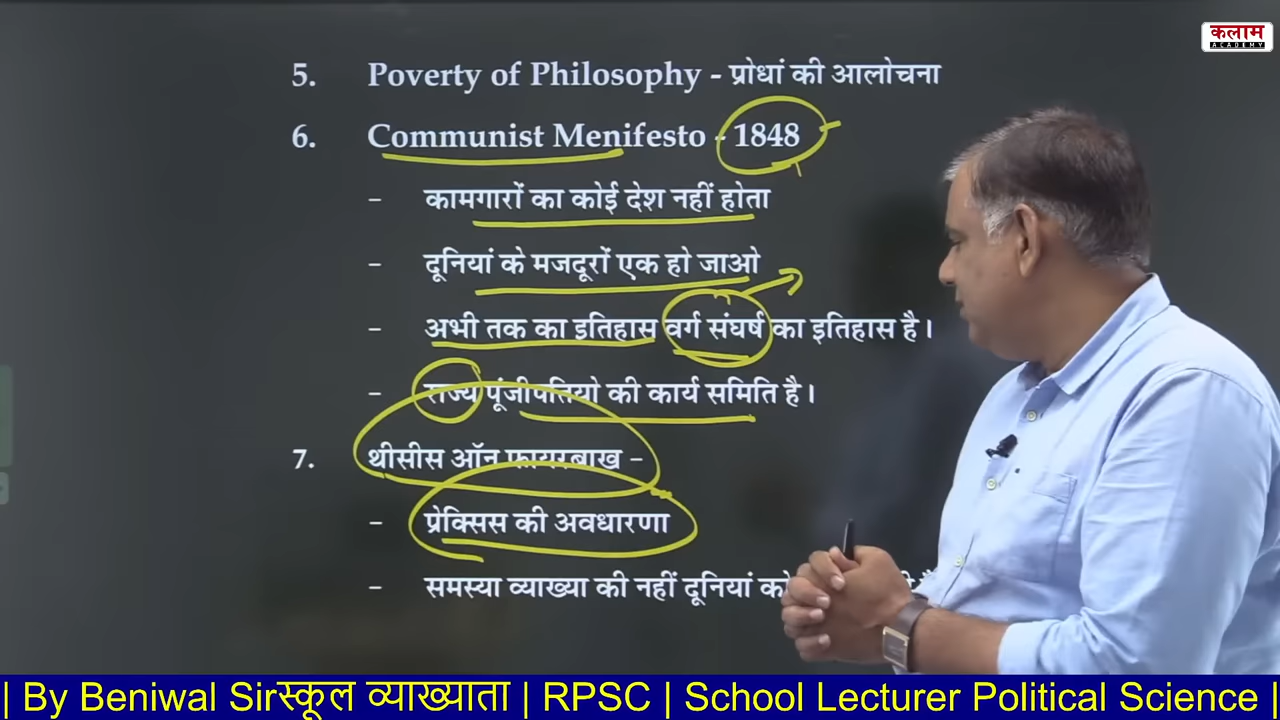 कलाम
ACADEMY
5. Poverty of Philosophy - प्रोधां की आलोचना
6. Communist Menifesto - 1848
- कामगारों का कोई देश नहीं होता
- दूनियां के मजदूरों एक हो जाओ
- अभी तक का इतिहास वर्ग संघर्ष का इतिहास है।
- राज्य पूंजीपतियो की कार्य समिति है।
7. थीसीस ऑन फायरबाख -
- प्रेक्सिस की अवधारणा
- समस्या व्याख्या की नहीं दूनियां को
| By Beniwal Sirस्कूल व्याख्याता | RPSC | School Lecturer Political Science |